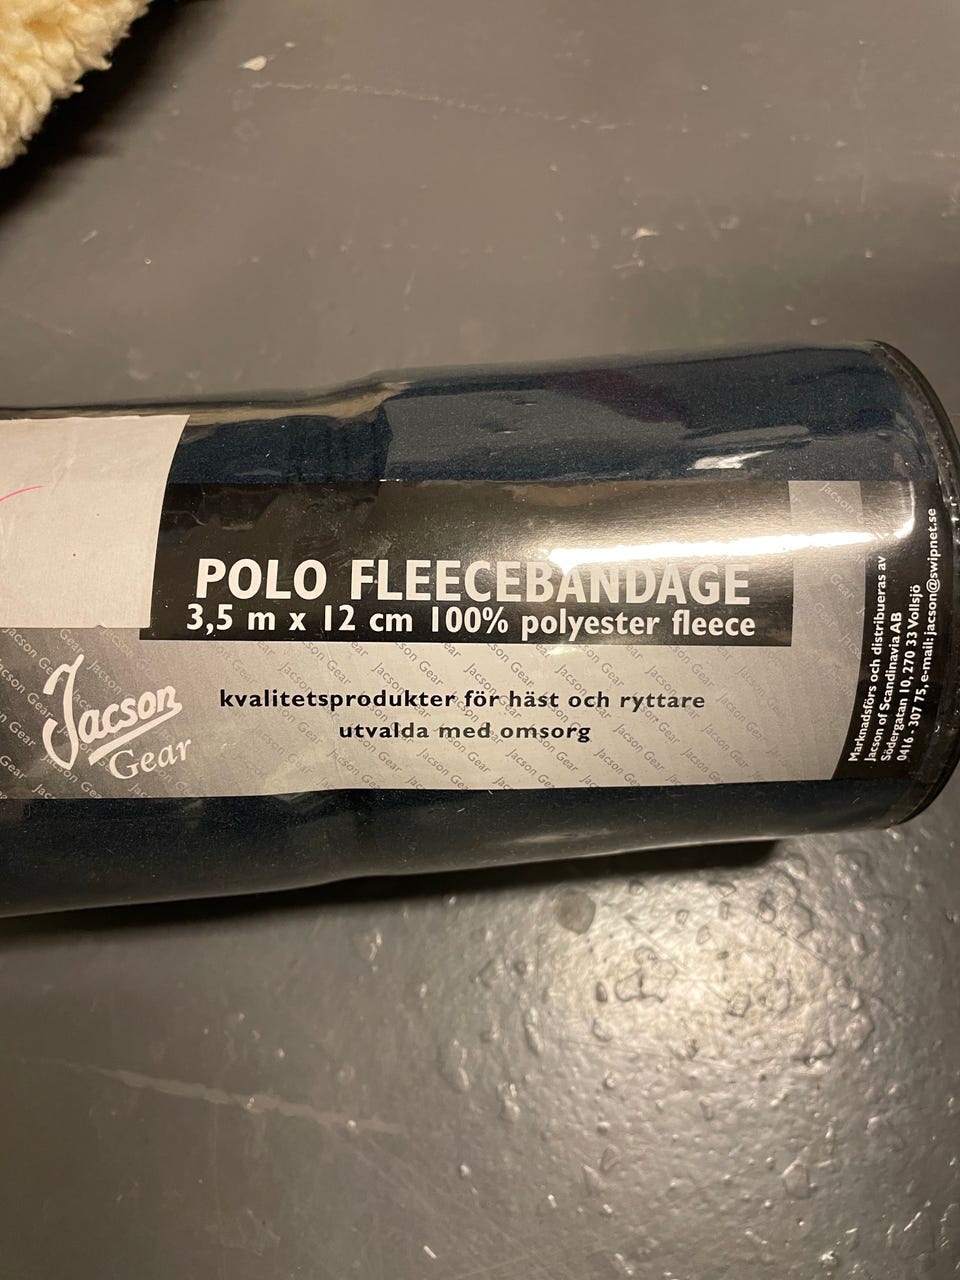 POLO FLEECEBANDAGE
3,5 m x 12 cm 100% polyester fleece
Jacson
Gear
kvalitetsprodukter för häst och ryttare
utvalda med omsorg
Marknadsförs och distribueras av
Jacson of Scandinavia AB
Södergatan 10, 270 33 Vollsjö
0416 - 307 75, e-mail: jacson@swipnet.se